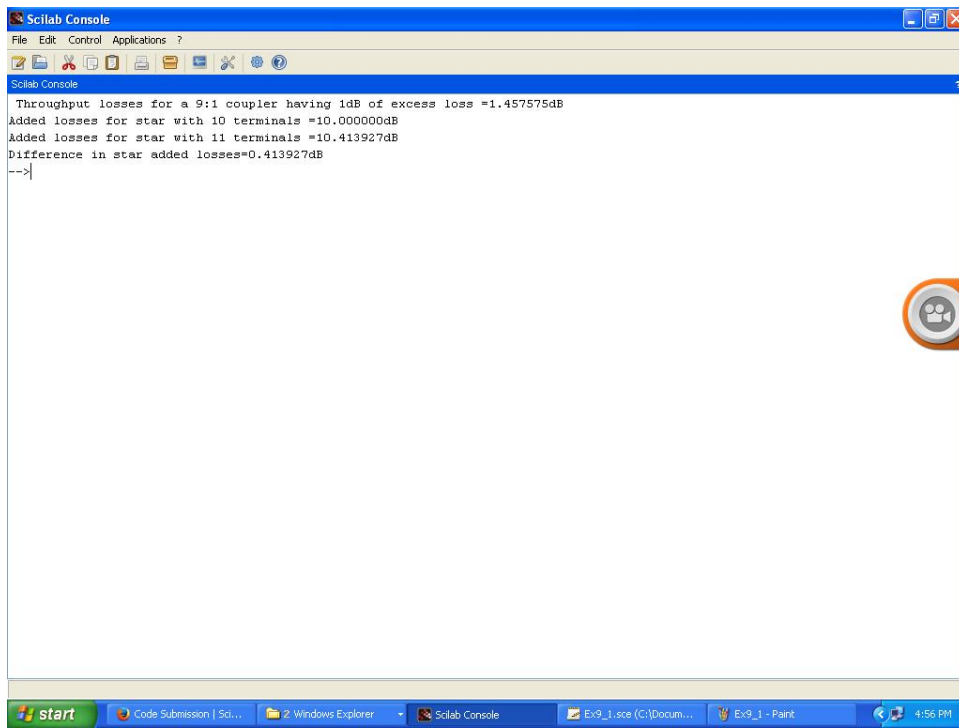 Scilab Console
File Edit Control Applications ?
Scilab Console ?
Throughput losses for a 9:1 coupler having 1dB of excess loss =1.457575dB
Added losses for star with 10 terminals =10.000000dB
Added losses for star with 11 terminals =10.413927dB
Difference in star added losses=0.413927dB
-->
start Code Submission | Sci... 2 Windows Explorer Scilab Console Ex9_1.sce (C:\Docum... Ex9_1 - Paint 4:56 PM